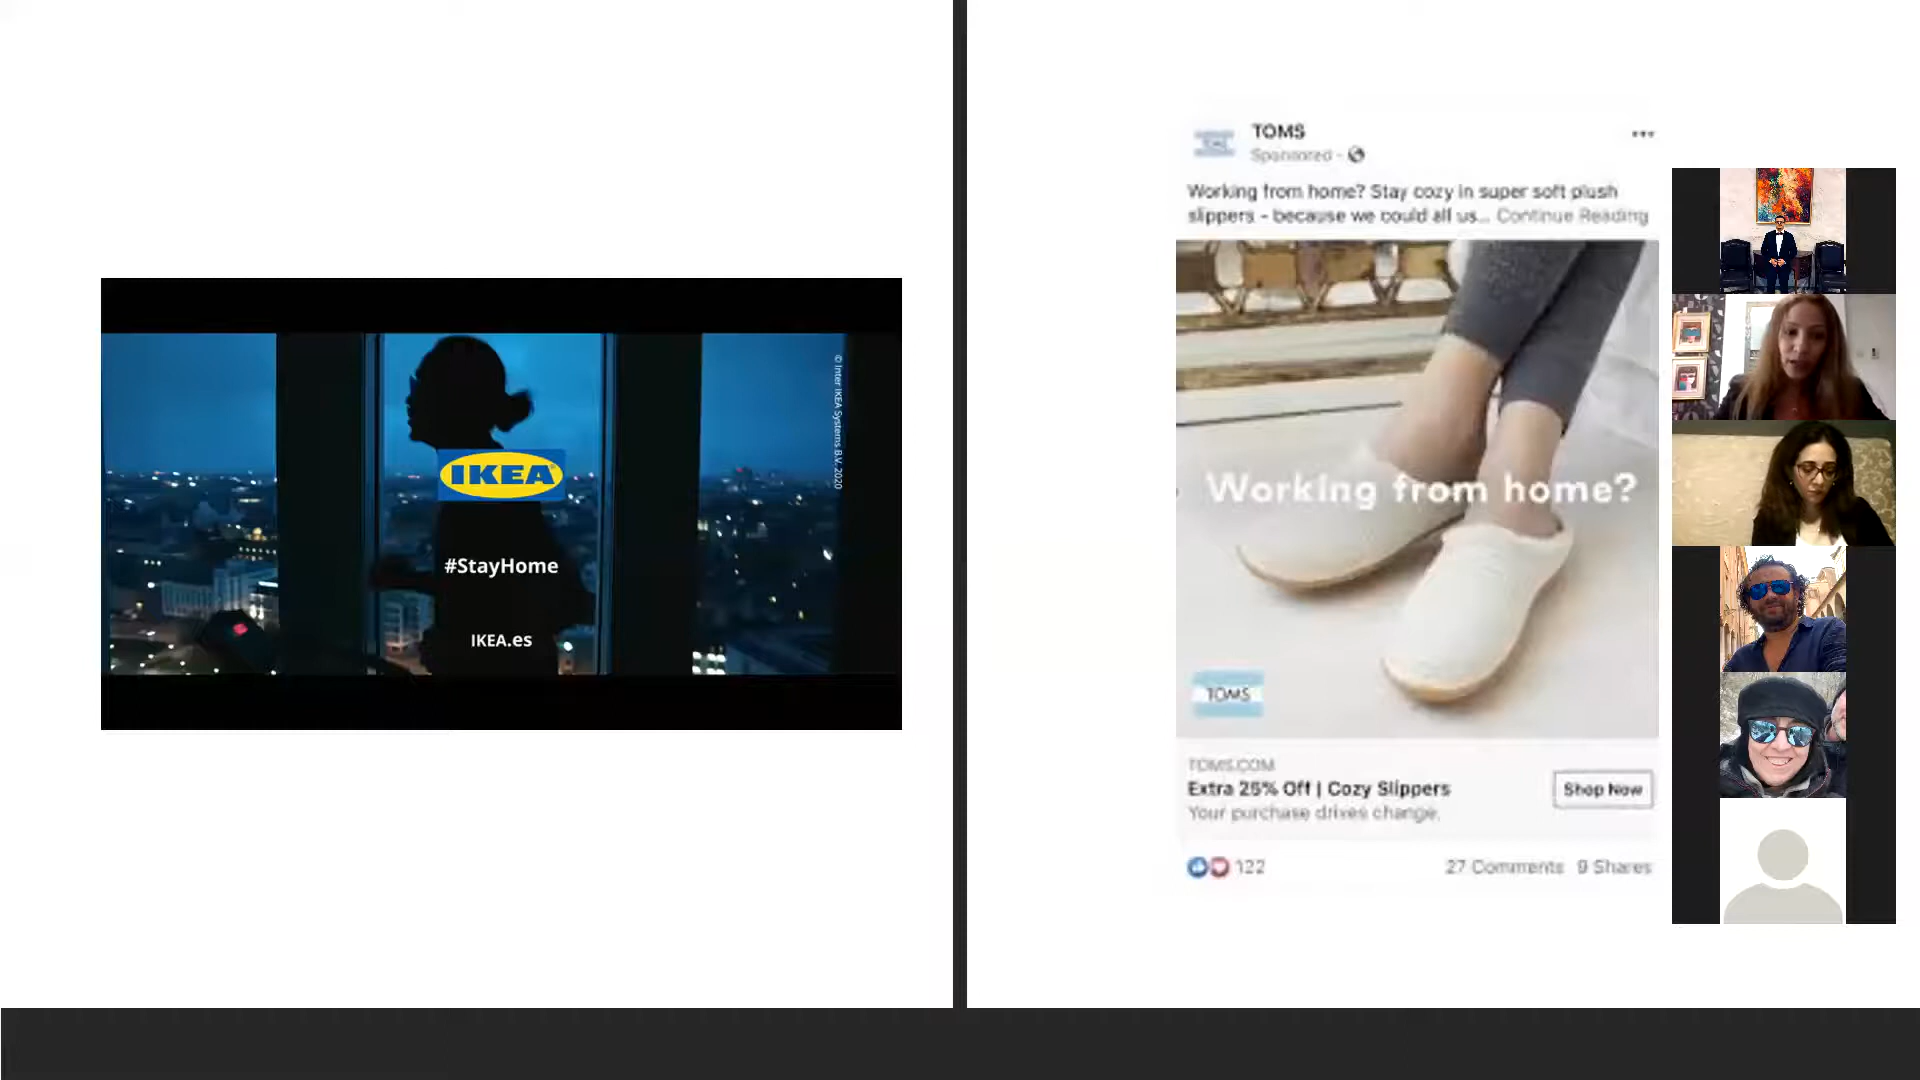 © Inter IKEA Systems B.V. 2020
IKEA
#StayHome
IKEA.es
TOMS
Sponsored -
Working from home? Stay cozy in super soft plush
slippers - because we could all us... Continue Reading
Working from home?
TOMS
TOMS.COM
Extra 25% Off | Cozy Slippers
Shop Now
Your purchase drives change.
122
27 Comments 9 Shares